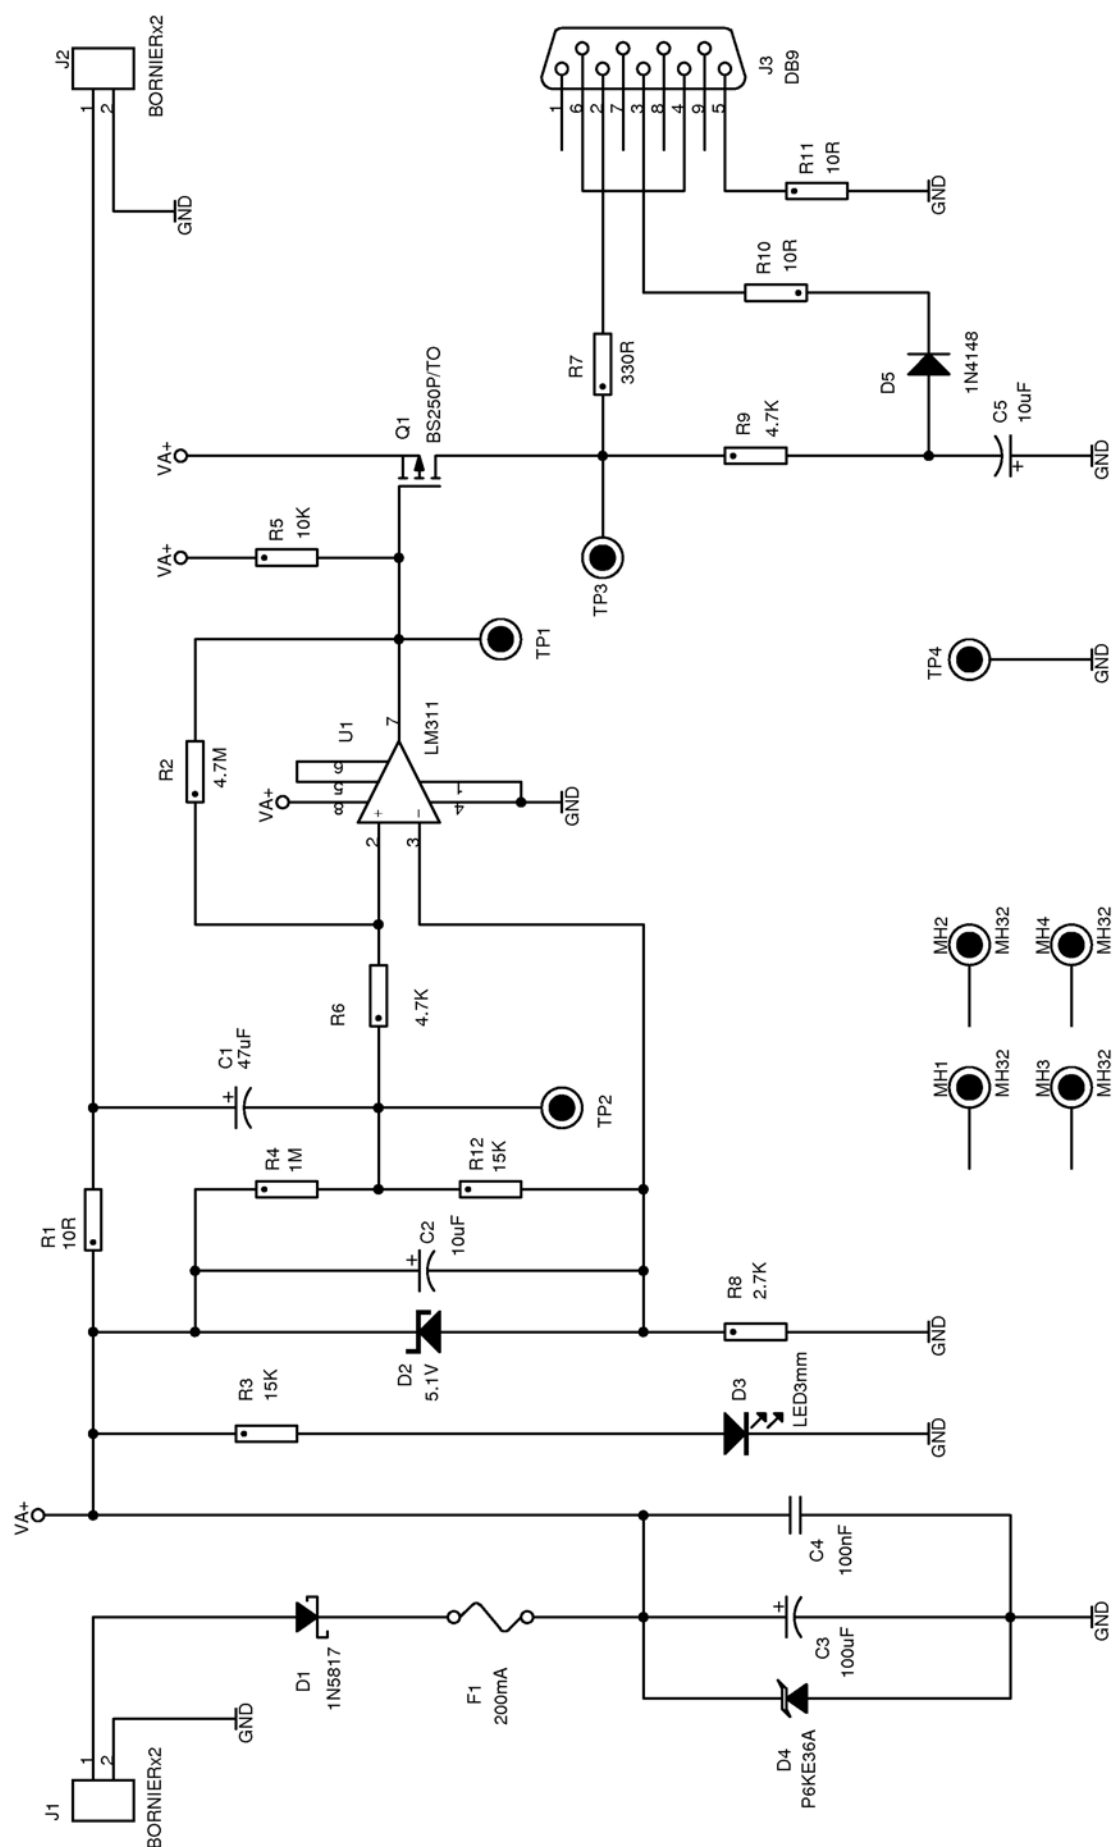 J2
1
2
BORNIERx2
GND
1
6
2
7
3
8
4
9
5
J3
DB9
R11
10R
GND
R10
10R
VA+
Q1
BS250P/TO
R7
330R
R9
4.7K
D5
1N4148
C5
10uF
GND
VA+
R5
10K
TP3
TP1
TP4
GND
R2
4.7M
VA+
U1
LM311
7
6
5
8
1
4
+
-
2
3
GND
R6
4.7K
MH2
MH32
MH4
MH32
MH1
MH32
MH3
MH32
C1
47uF
+
TP2
R4
1M
R12
15K
R1
10R
C2
10uF
+
D2
5.1V
R8
2.7K
GND
R3
15K
D3
LED3mm
GND
VA+
C4
100nF
C3
100uF
+
GND
D1
1N5817
F1
200mA
D4
P6KE36A
J1
1
2
BORNIERx2
GND
+